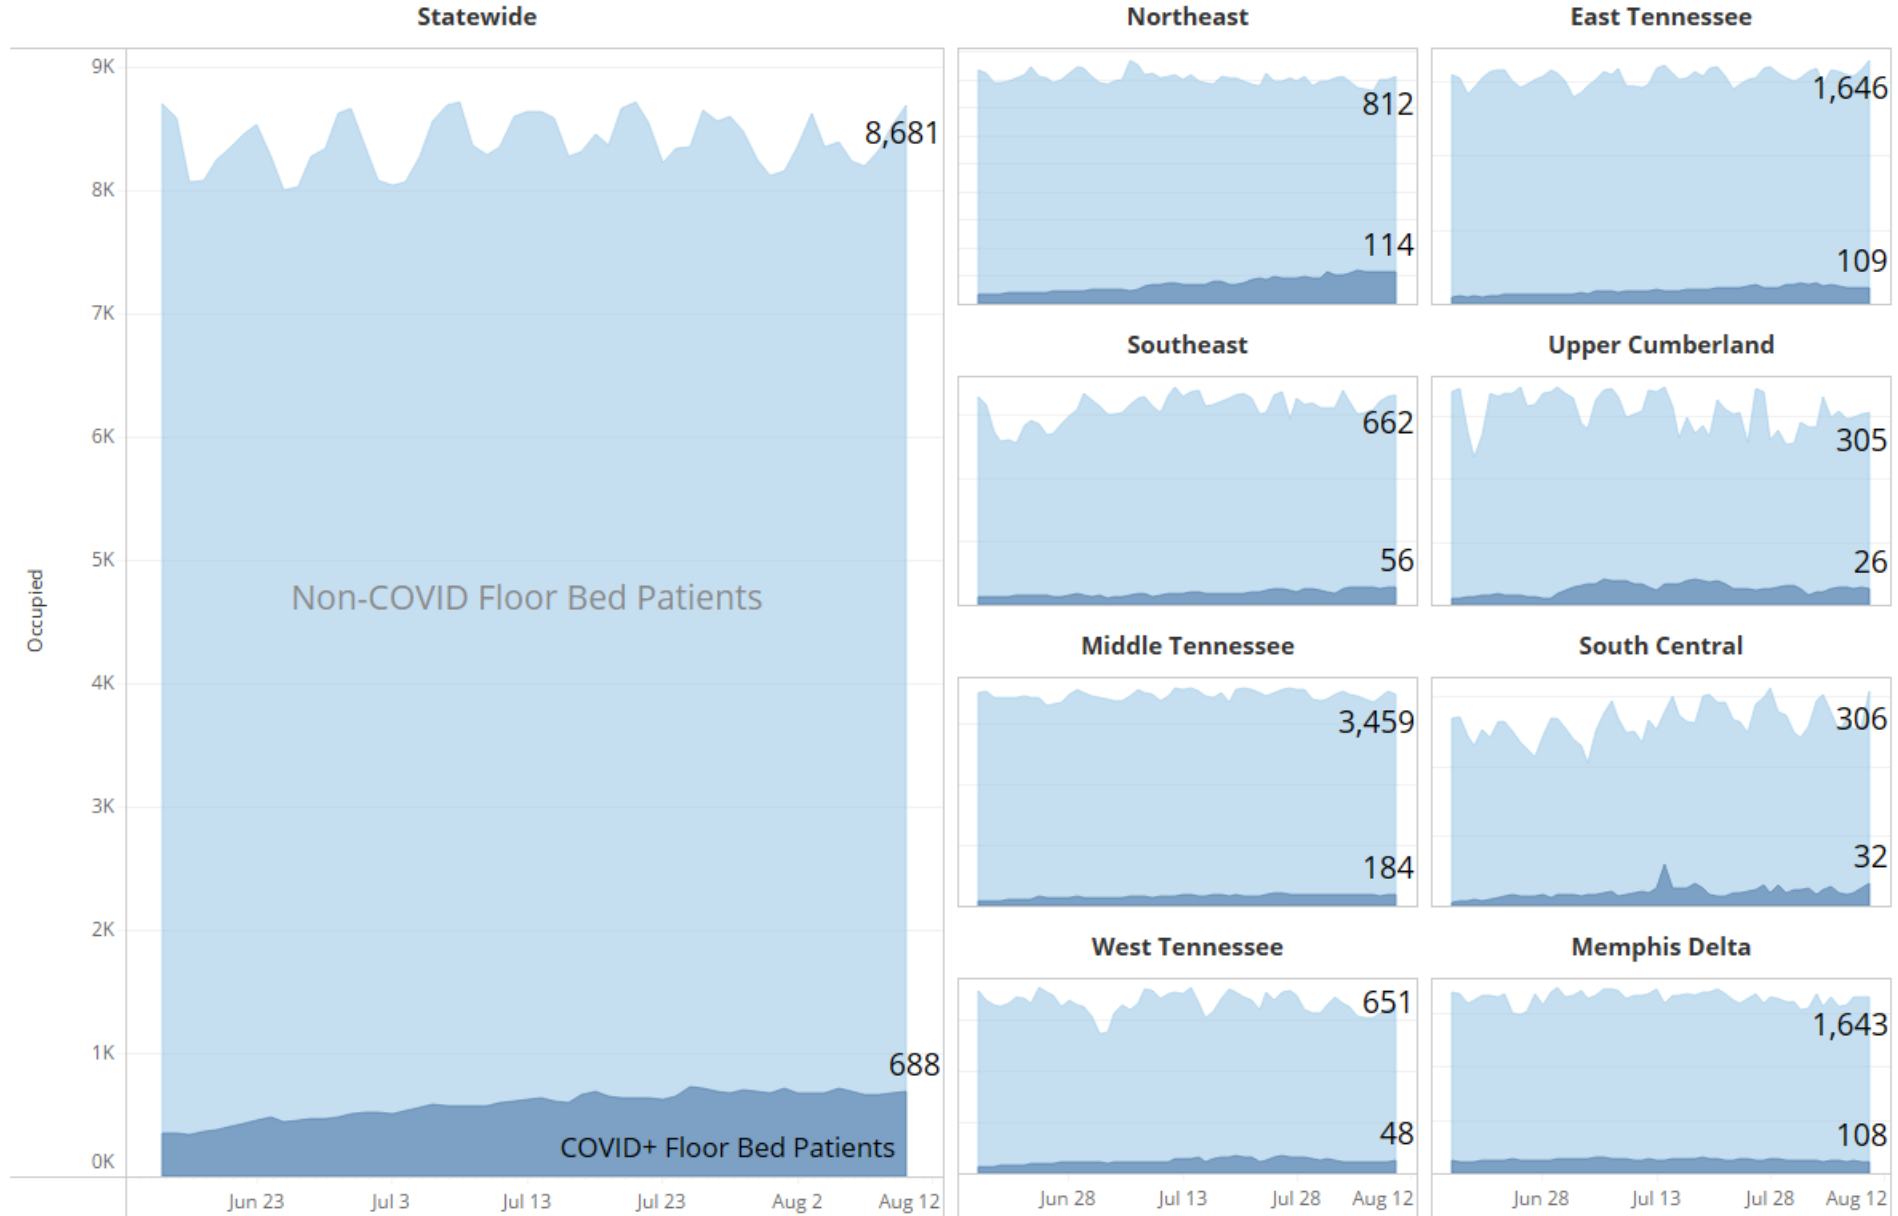 Statewide
Northeast
East Tennessee
9K
8K
7K
6K
5K
4K
3K
2K
1K
0K
Occupied
8,681
Non-COVID Floor Bed Patients
688
COVID+ Floor Bed Patients
Jun 23
Jul 3
Jul 13
Jul 23
Aug 2
Aug 12
812
114
1,646
109
Southeast
Upper Cumberland
662
56
305
26
Middle Tennessee
South Central
3,459
184
306
32
West Tennessee
Memphis Delta
651
48
1,643
108
Jun 28
Jul 13
Jul 28
Aug 12
Jun 28
Jul 13
Jul 28
Aug 12